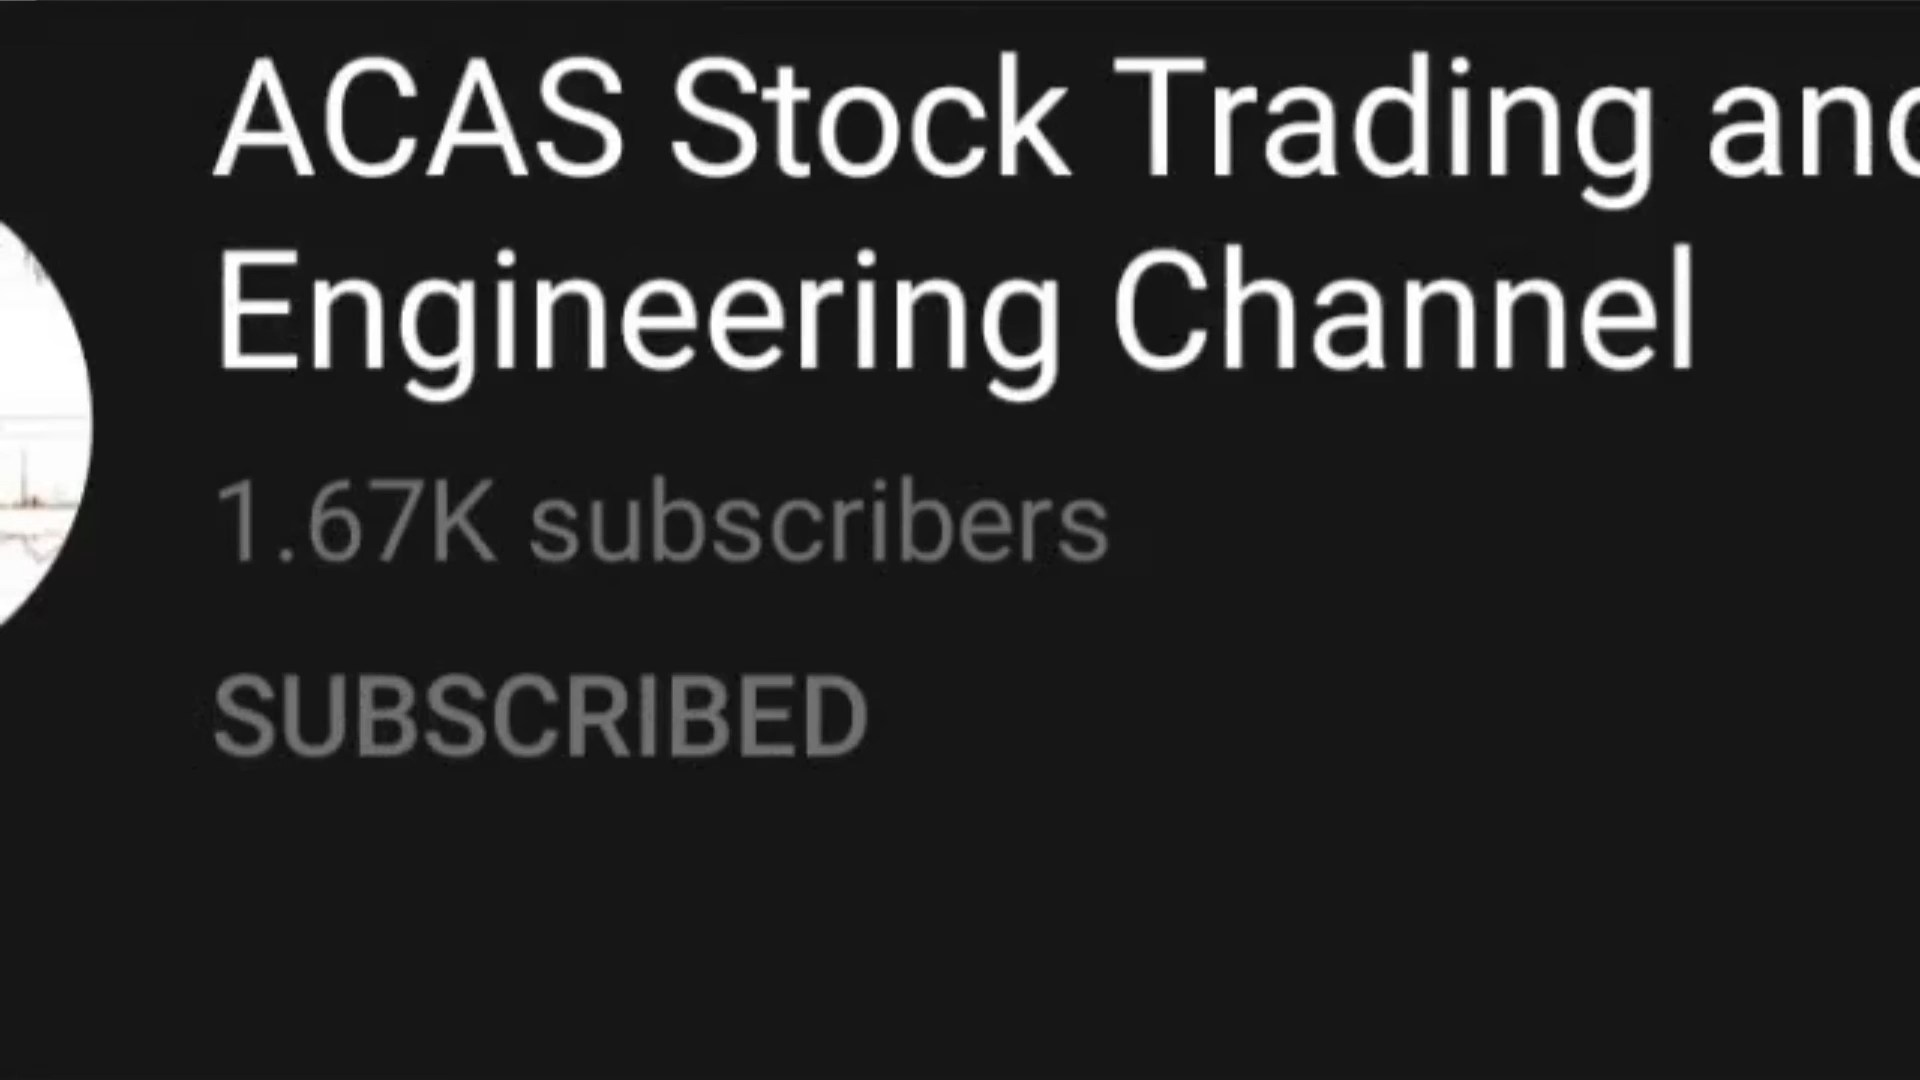 ACAS Stock Trading and
Engineering Channel
1.67K subscribers
SUBSCRIBED